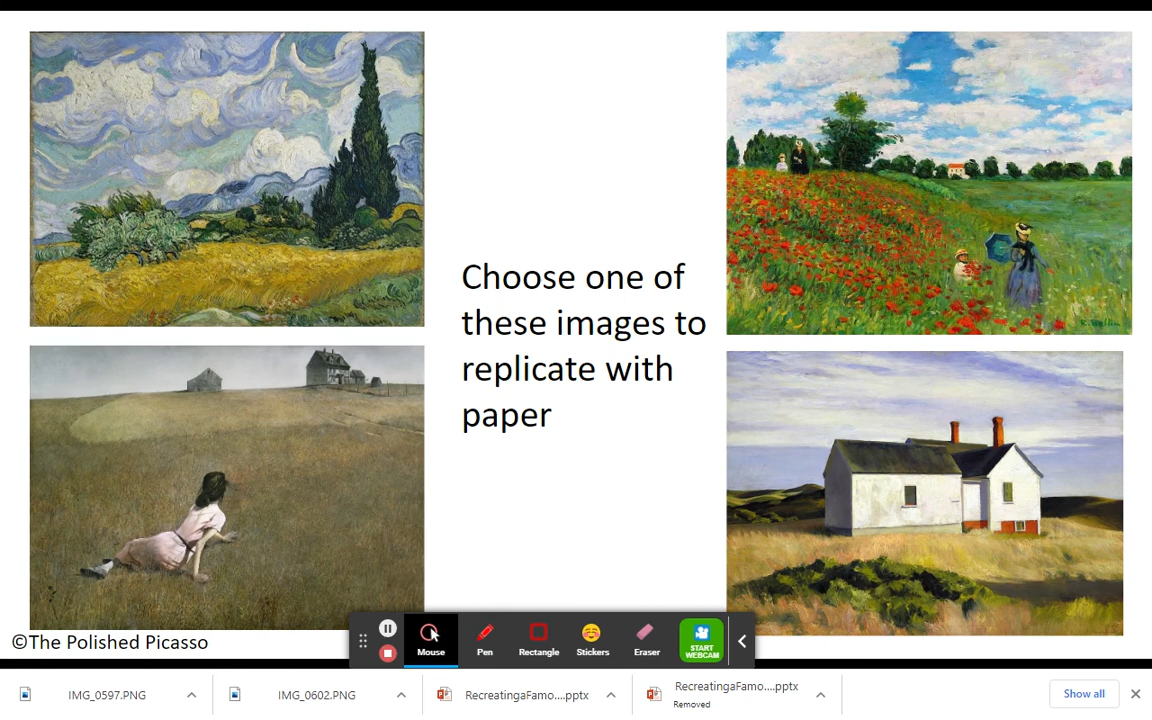 Choose one of
these images to
replicate with
paper
©The Polished Picasso
Mouse
Pen
Rectangle
Stickers
Eraser
START
WEBCAM
IMG_0597.PNG
IMG_0602.PNG
RecreatingaFamo....pptx
RecreatingaFamo....pptx
Removed
Show all